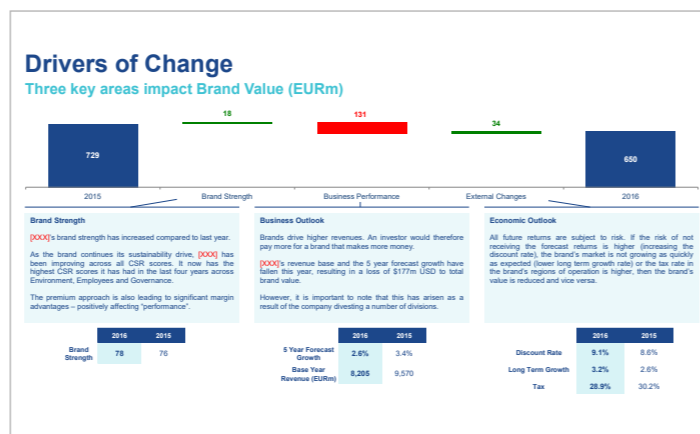 Drivers of Change
Three key areas impact Brand Value (EURm)
18
131
34
729
650
2015
Brand Strength
Business Performance
External Changes
2016
Brand Strength
[XXX]'s brand strength has increased compared to last year.
As the brand continues its sustainability drive, [XXX] has
been improving across all CSR scores. It now has the
highest CSR scores it has had in the last four years across
Environment, Employees and Governance.
The premium approach is also leading to significant margin
advantages – positively affecting "performance".
2016 2015
Brand
Strength
78 76
Business Outlook
Brands drive higher revenues. An investor would therefore
pay more for a brand that makes more money.
[XXX]'s revenue base and the 5 year forecast growth have
fallen this year, resulting in a loss of $177m USD to total
brand value.
However, it is important to note that this has arisen as a
result of the company divesting a number of divisions.
2016 2015
5 Year Forecast
Growth
2.6% 3.4%
Base Year
Revenue (EURm)
8,205 9,570
Economic Outlook
All future returns are subject to risk. If the risk of not
receiving the forecast returns is higher (increasing the
discount rate), the brand's market is not growing as quickly
as expected (lower long term growth rate) or the tax rate in
the brand's regions of operation is higher, then the brand's
value is reduced and vice versa.
2016 2015
Discount Rate 9.1% 8.6%
Long Term Growth 3.2% 2.6%
Tax 28.9% 30.2%